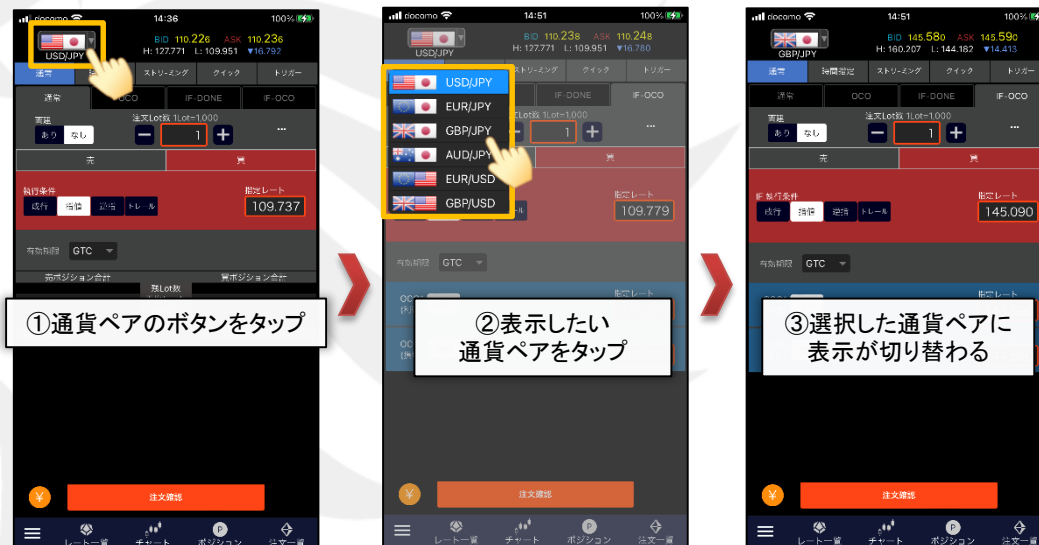 docomo 14:36 100%
BID 110.226 ASK 110.236
USD/JPY H: 127.771 L: 109.951 ▼16.792
通常 ストリーミング クイック トリガー
通常 OCO IF-DONE IF-OCO
両建 注文Lot数 1Lot=1,000
あり なし 1 ...
売 買
執行条件 指定レート
成行 指値 逆指 トレール 109.737
有効期限 GTC
売ポジション合計 買ポジション合計
残Lot数
①通貨ペアのボタンをタップ
¥ 注文確認
レート一覧 チャート ポジション 注文一覧
docomo 14:51 100%
BID 110.238 ASK 110.248
USD/JPY H: 127.771 L: 109.951 ▼16.780
ストリーミング クイック トリガー
USD/JPY
EUR/JPY
GBP/JPY
AUD/JPY
EUR/USD
GBP/USD
IF-DONE IF-OCO
Lot数 1Lot=1,000
1 ...
買
指定レート
109.779
有効期限 GTC
指定レート
②表示したい
通貨ペアをタップ
¥ 注文確認
レート一覧 チャート ポジション 注文一覧
docomo 14:51 100%
BID 145.580 ASK 145.590
GBP/JPY H: 160.207 L: 144.182 ▼14.413
通常 時間指定 ストリーミング クイック トリガー
通常 OCO IF-DONE IF-OCO
両建 注文Lot数 1Lot=1,000
あり なし 1 ...
売 買
IF 執行条件 指定レート
成行 指値 逆指 トレール 145.090
有効期限 GTC
指定レート
③選択した通貨ペアに
表示が切り替わる
¥ 注文確認
レート一覧 チャート ポジション 注文一覧